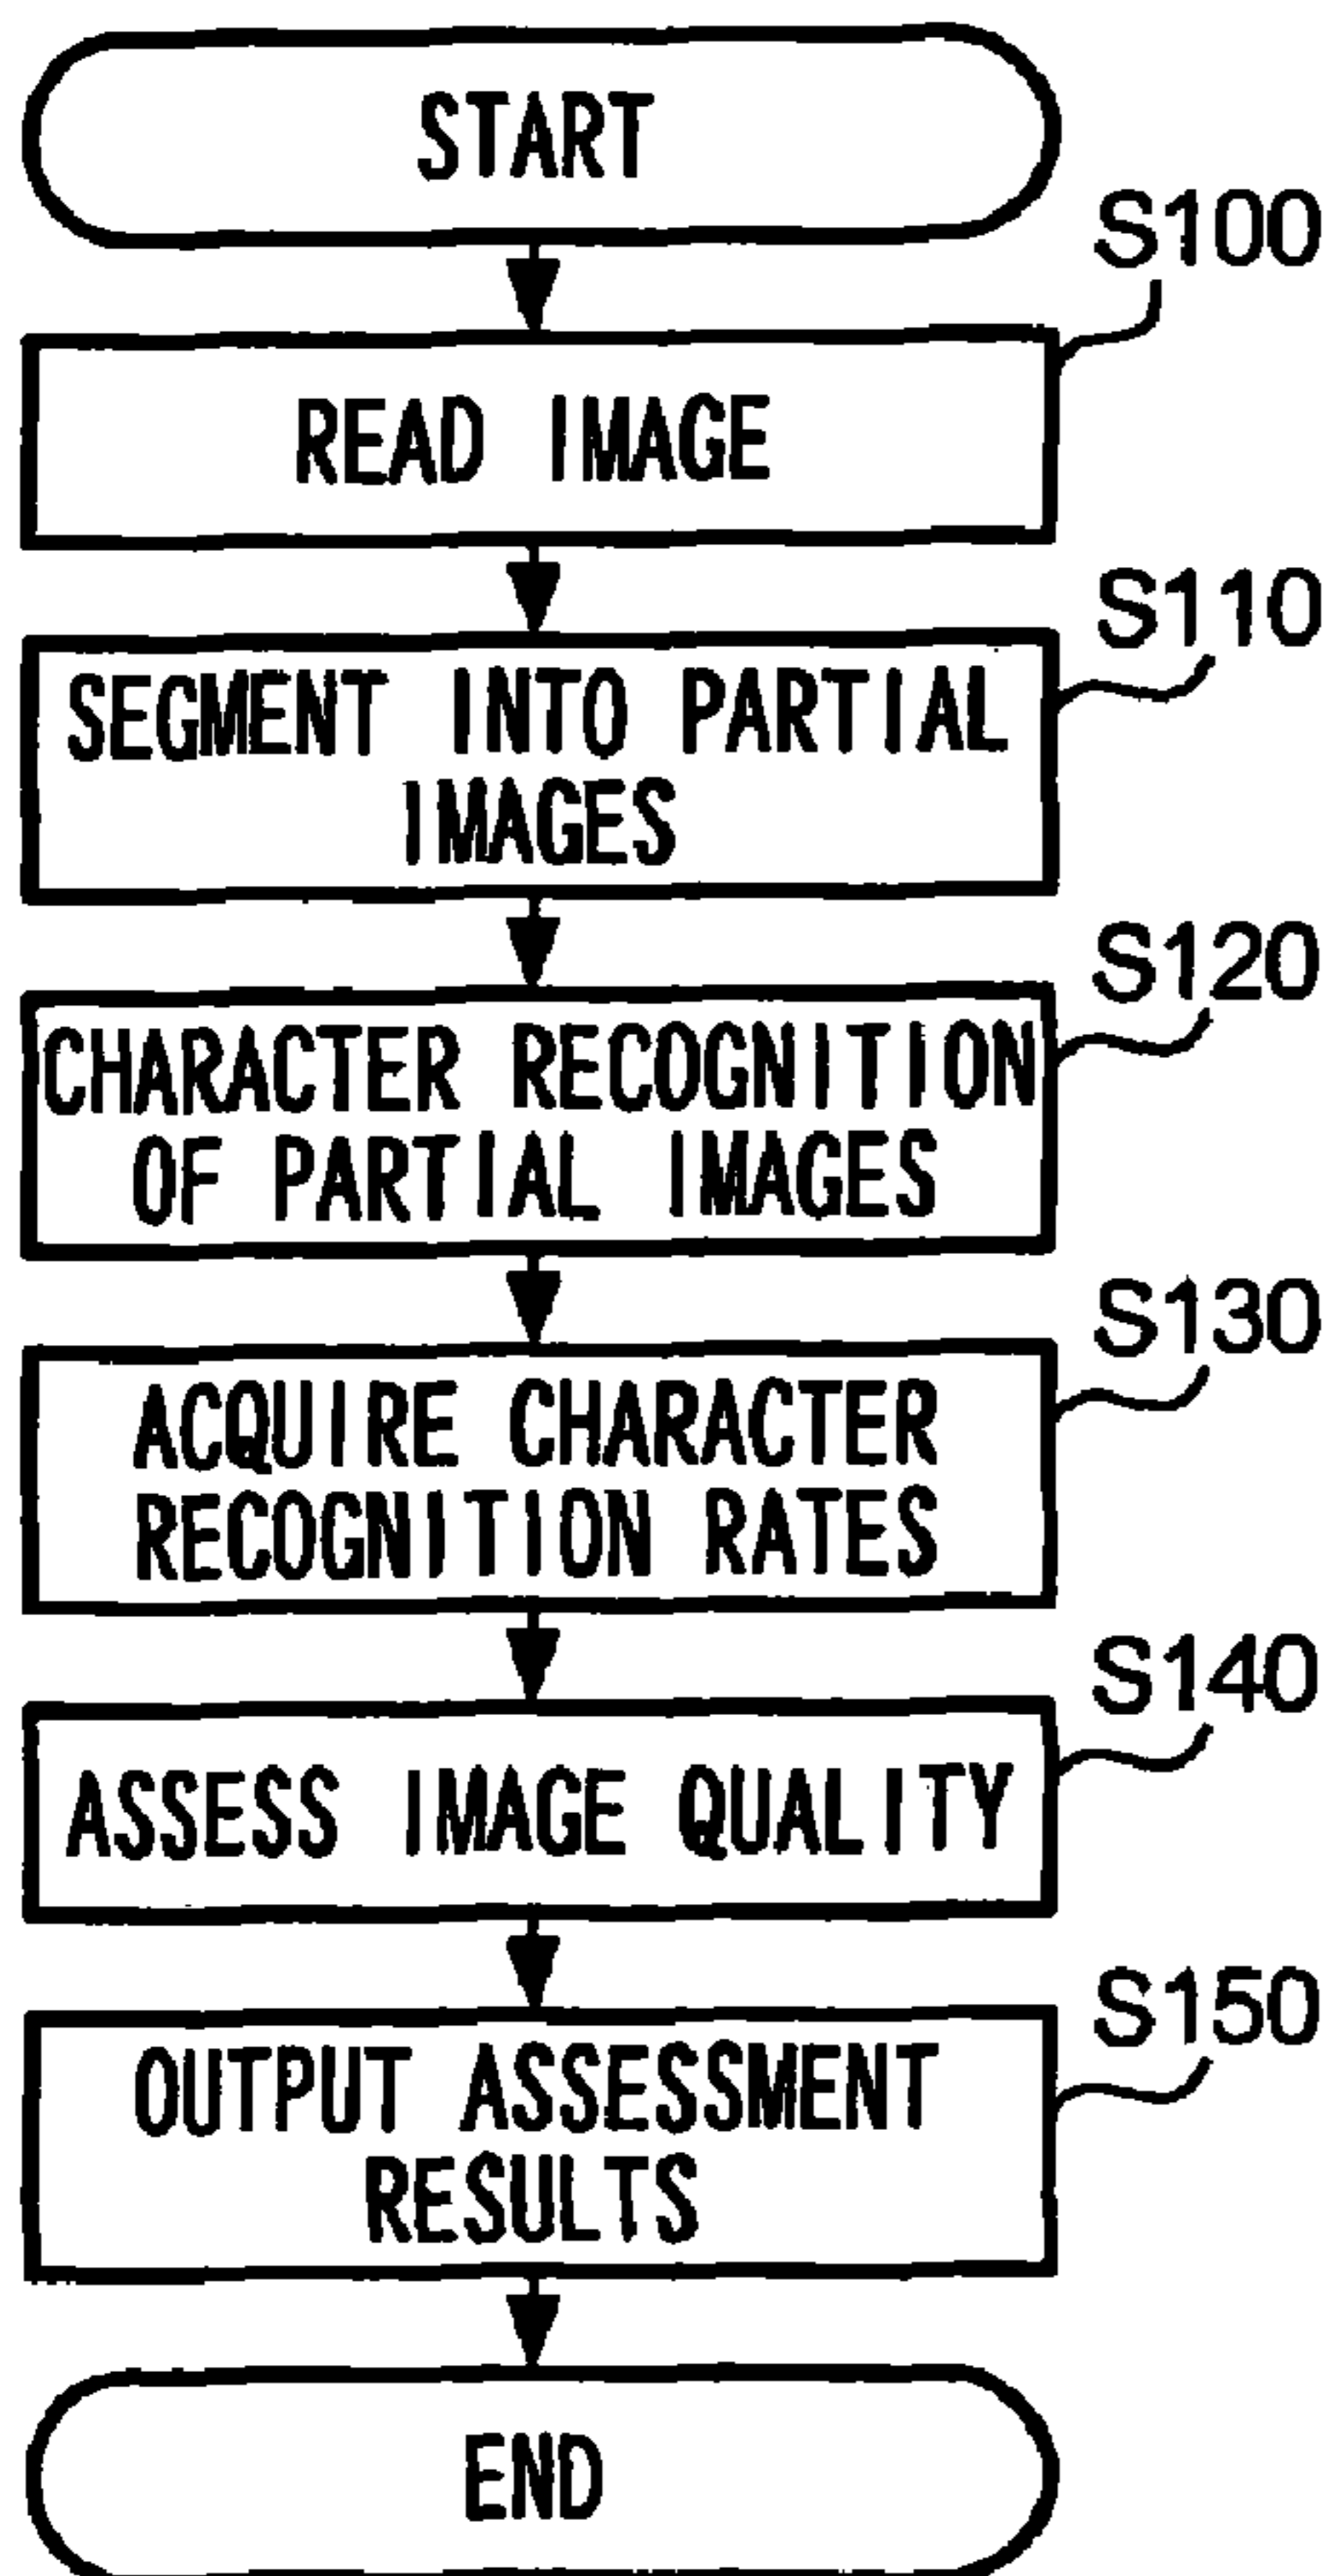 START
S100
READ IMAGE
S110
SEGMENT INTO PARTIAL
IMAGES
S120
CHARACTER RECOGNITION
OF PARTIAL IMAGES
S130
ACQUIRE CHARACTER
RECOGNITION RATES
S140
ASSESS IMAGE QUALITY
S150
OUTPUT ASSESSMENT
RESULTS
END